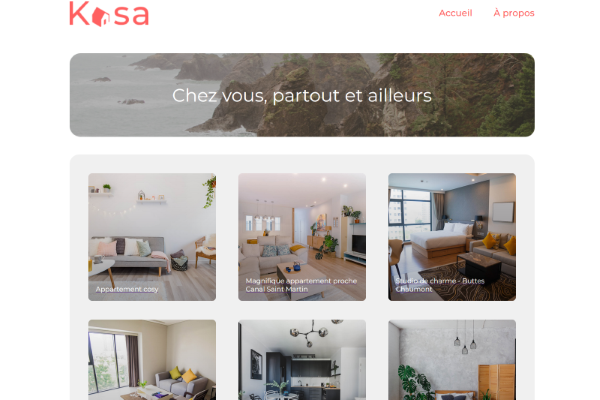 Kasa
Accueil
À propos
Chez vous, partout et ailleurs
Appartement cosy
Magnifique appartement proche
Canal Saint Martin
Studio de charme - Buttes
Chaumont